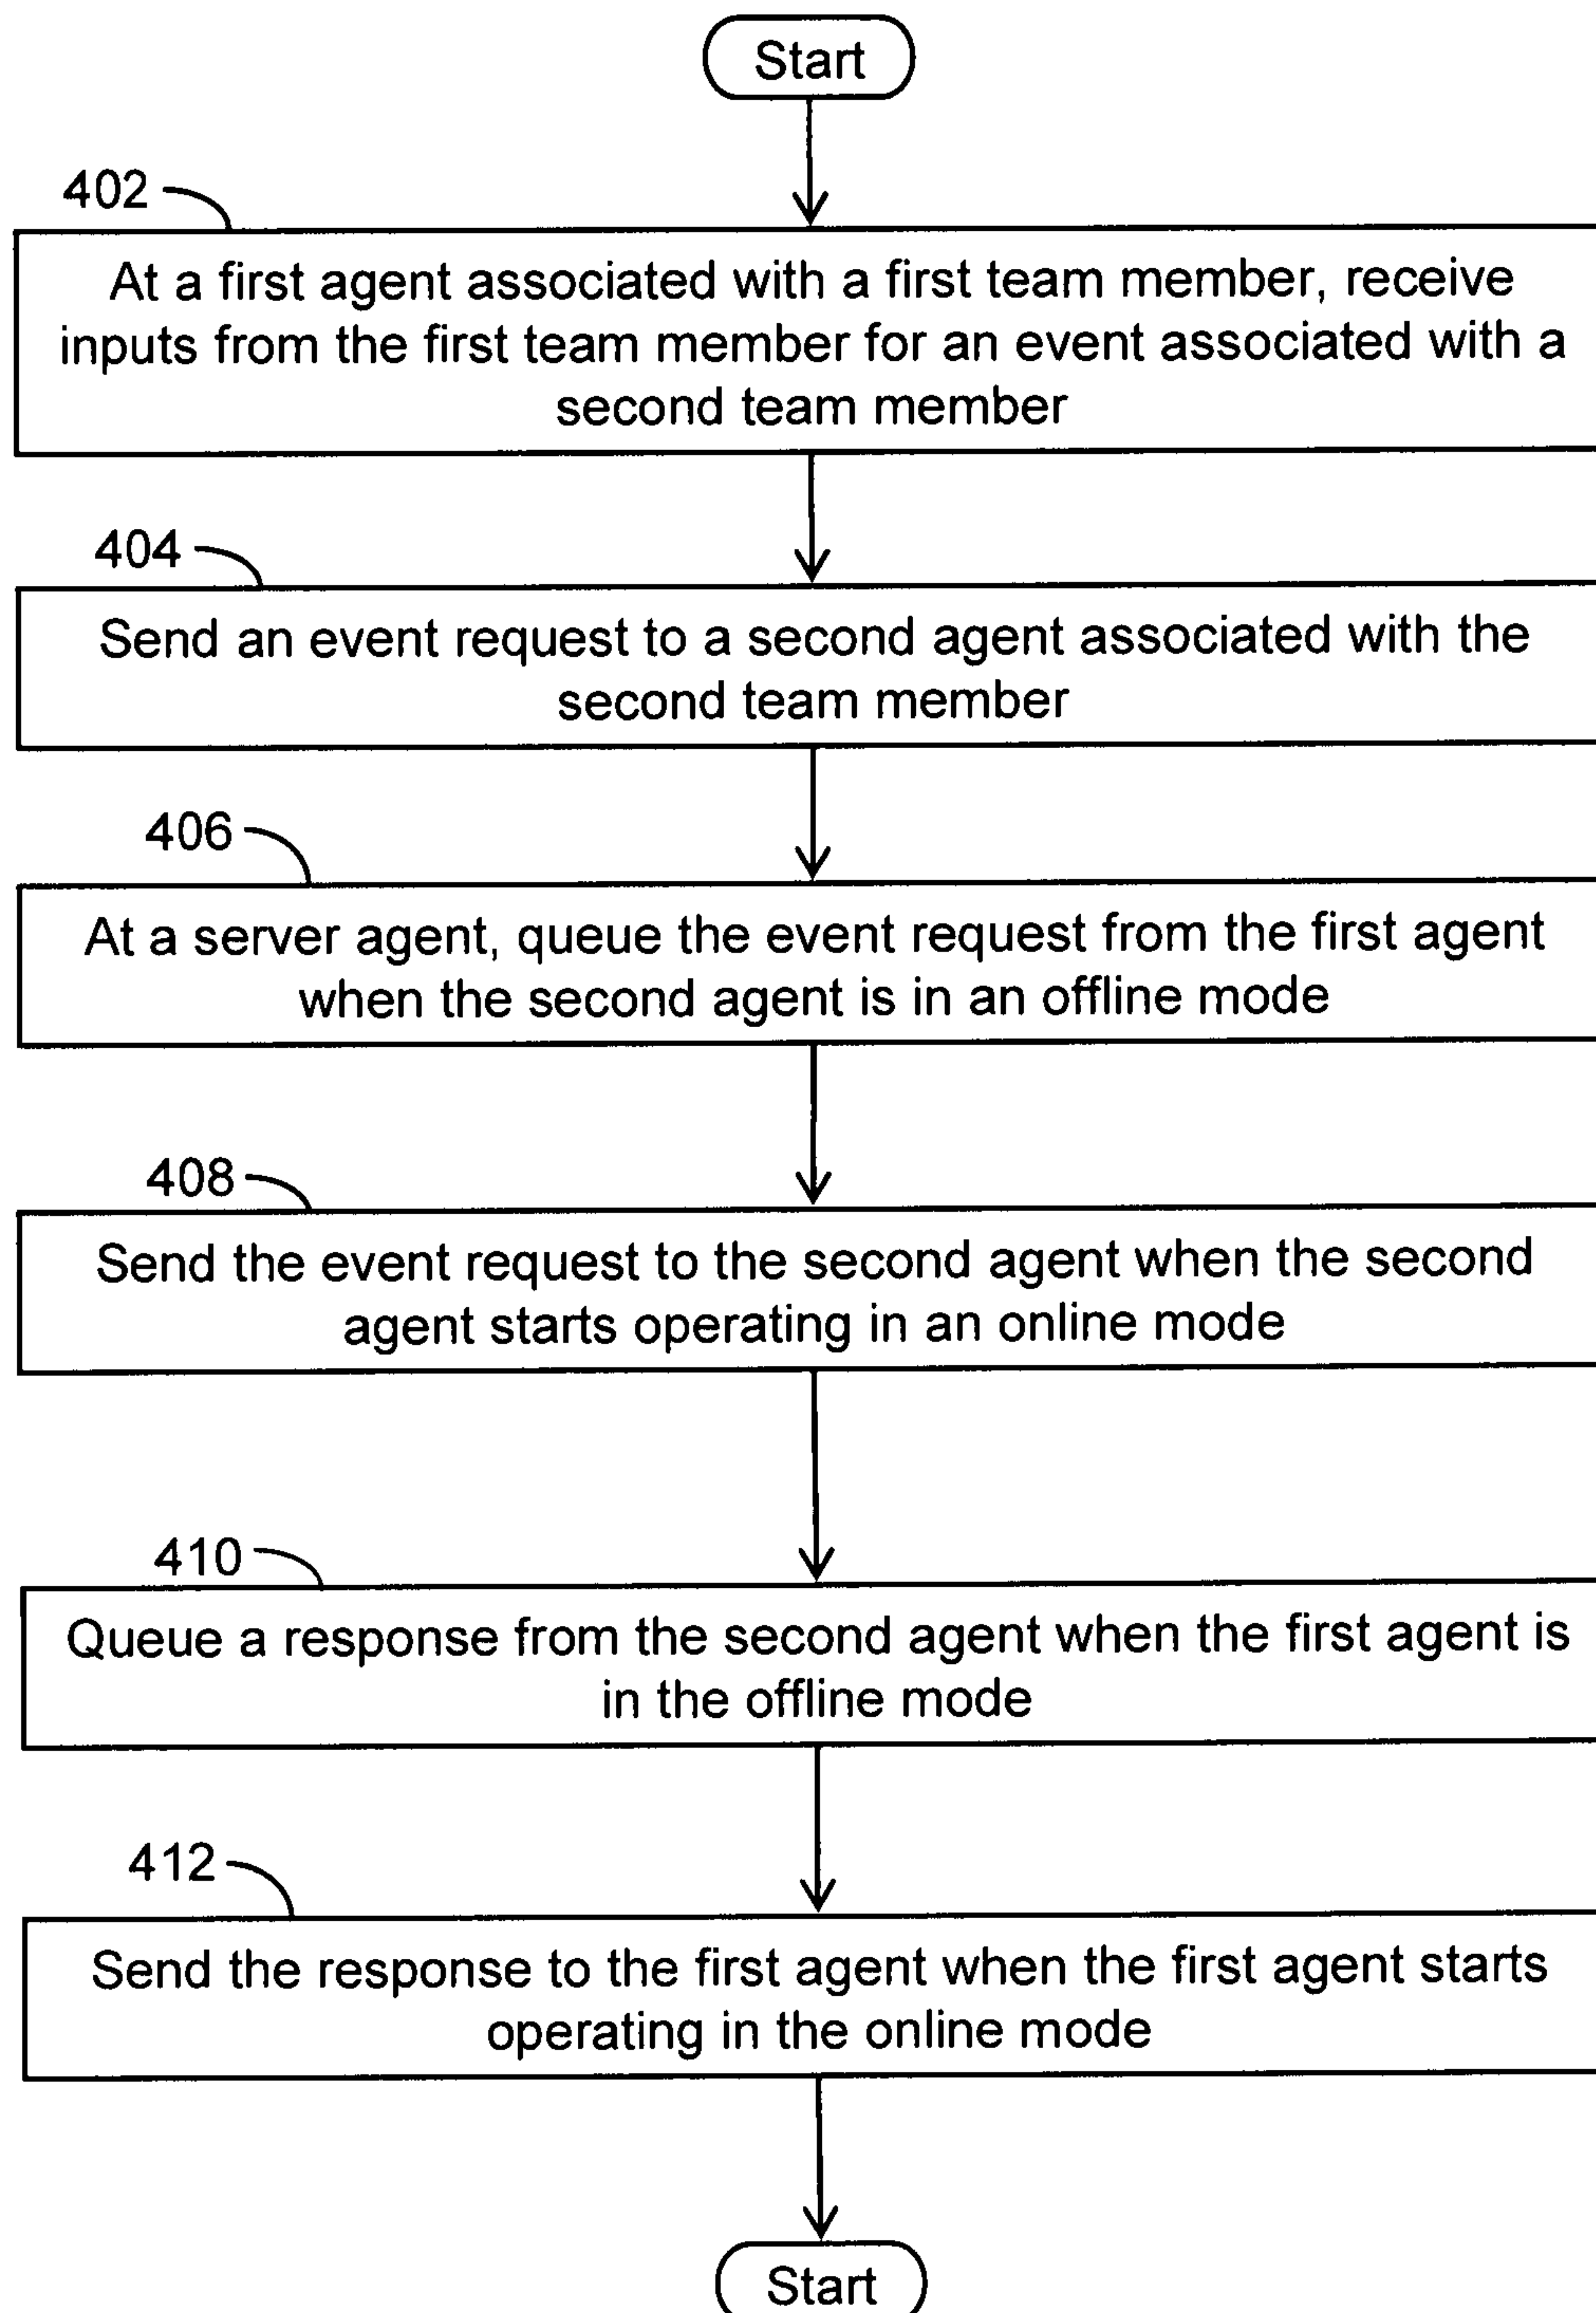 Start
402
At a first agent associated with a first team member, receive
inputs from the first team member for an event associated with a
second team member
404
Send an event request to a second agent associated with the
second team member
406
At a server agent, queue the event request from the first agent
when the second agent is in an offline mode
408
Send the event request to the second agent when the second
agent starts operating in an online mode
410
Queue a response from the second agent when the first agent is
in the offline mode
412
Send the response to the first agent when the first agent starts
operating in the online mode
Start